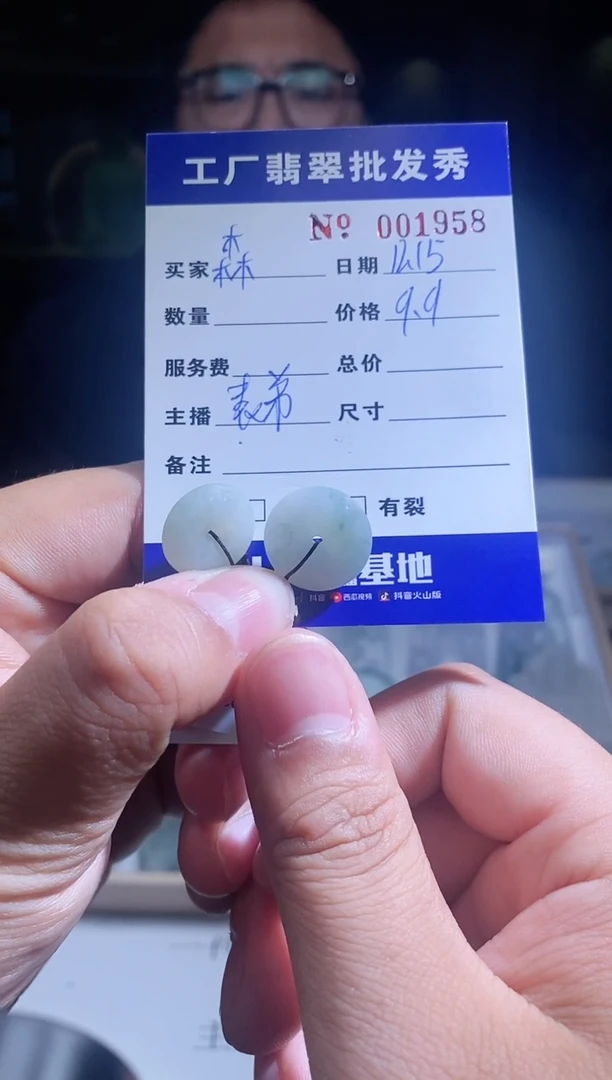 工厂翡翠批发秀
No 001958
买家 森 日期 12.15
数量 价格 9.9
服务费 总价
主播 表弟 尺寸
备注
有裂
基地
抖音 西瓜视频 抖音火山版